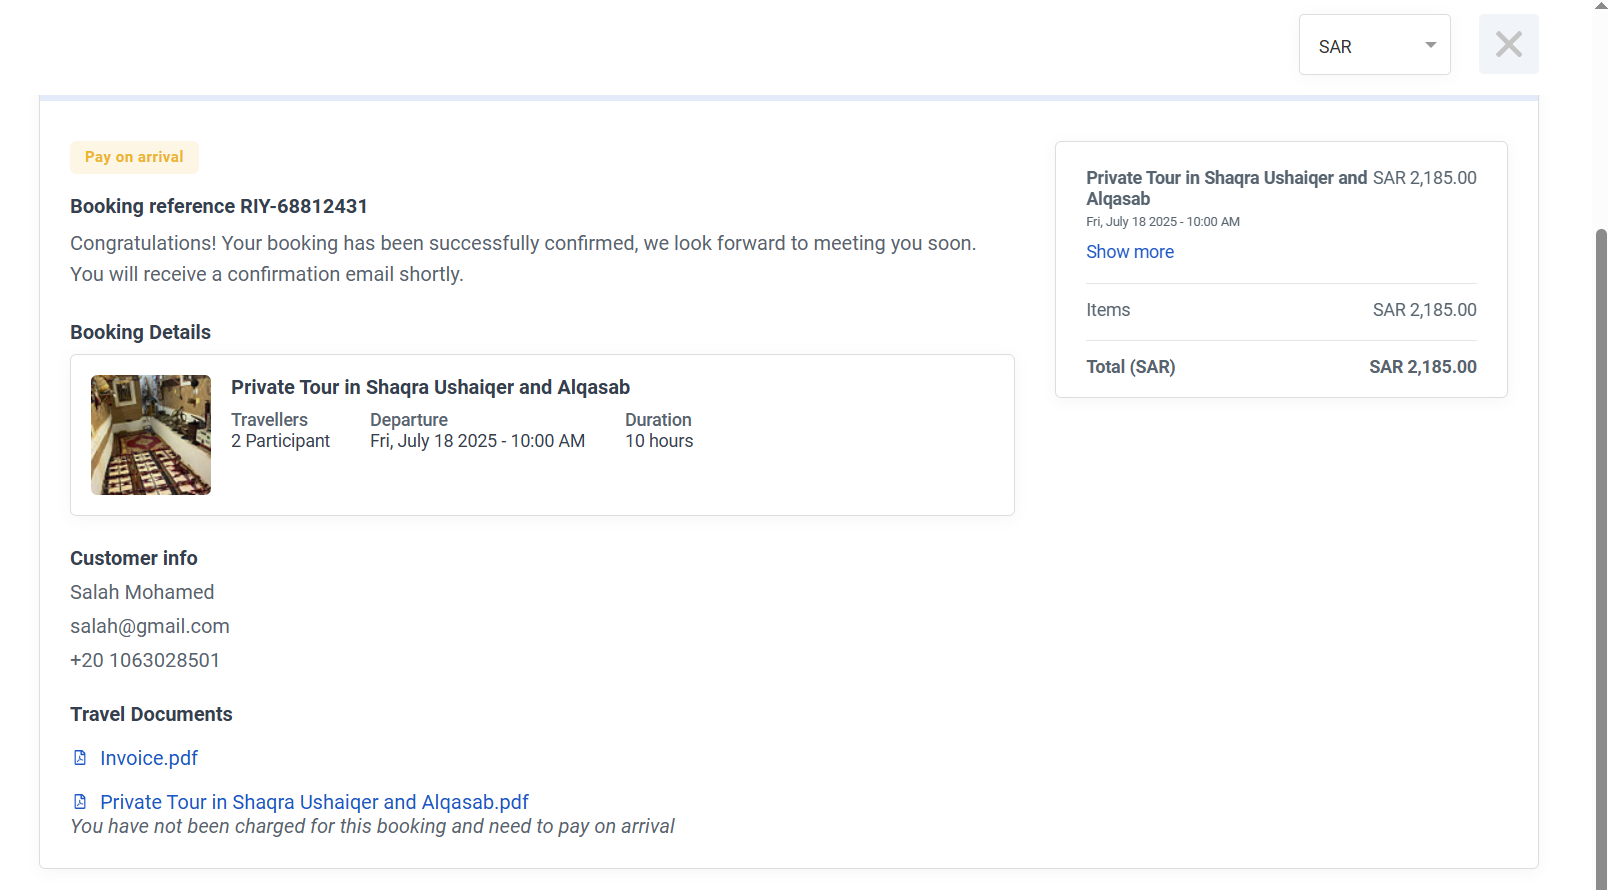 SAR
Pay on arrival
Booking reference RIY-68812431
Congratulations! Your booking has been successfully confirmed, we look forward to meeting you soon.
You will receive a confirmation email shortly.
Booking Details
Private Tour in Shaqra Ushaiqer and Alqasab
Travellers Departure Duration
2 Participant Fri, July 18 2025 - 10:00 AM 10 hours
Customer info
Salah Mohamed
salah@gmail.com
+20 1063028501
Travel Documents
Invoice.pdf
Private Tour in Shaqra Ushaiqer and Alqasab.pdf
You have not been charged for this booking and need to pay on arrival
Private Tour in Shaqra Ushaiqer and SAR 2,185.00
Alqasab
Fri, July 18 2025 - 10:00 AM
Show more
Items SAR 2,185.00
Total (SAR) SAR 2,185.00